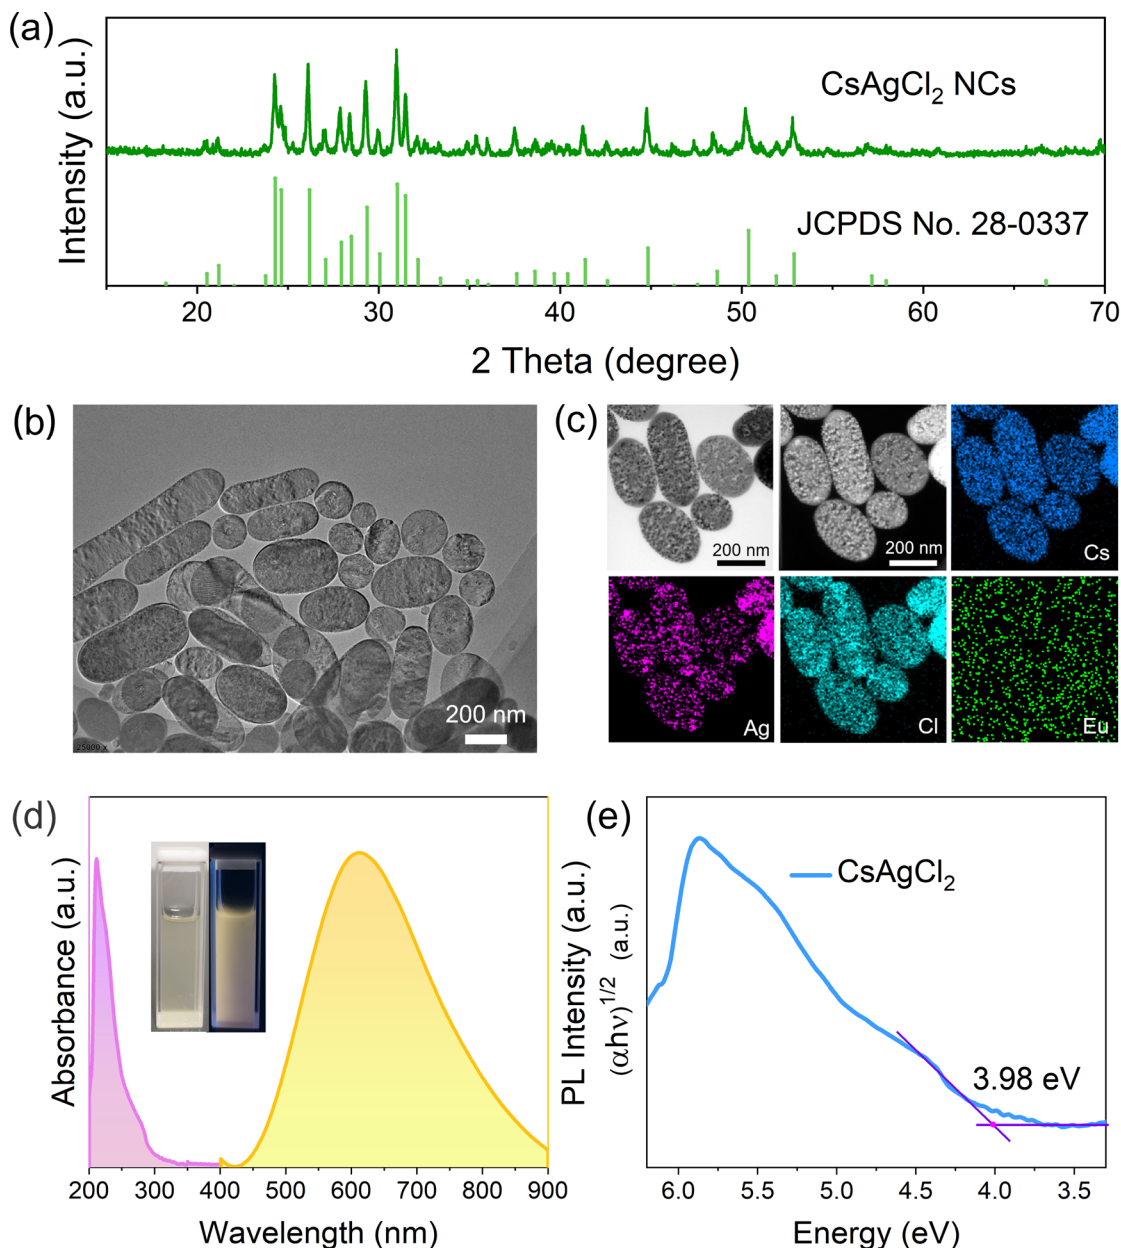 (a)
Intensity (a.u.)
CsAgCl₂ NCs
JCPDS No. 28-0337
20 30 40 50 60 70
2 Theta (degree)
(b)
200 nm
25000 x
(c)
200 nm
200 nm
Cs
Ag
Cl
Eu
(d)
Absorbance (a.u.)
PL Intensity (a.u.)
200 300 400 500 600 700 800 900
Wavelength (nm)
(e)
(αhν)¹/² (a.u.)
CsAgCl₂
3.98 eV
6.0 5.5 5.0 4.5 4.0 3.5
Energy (eV)